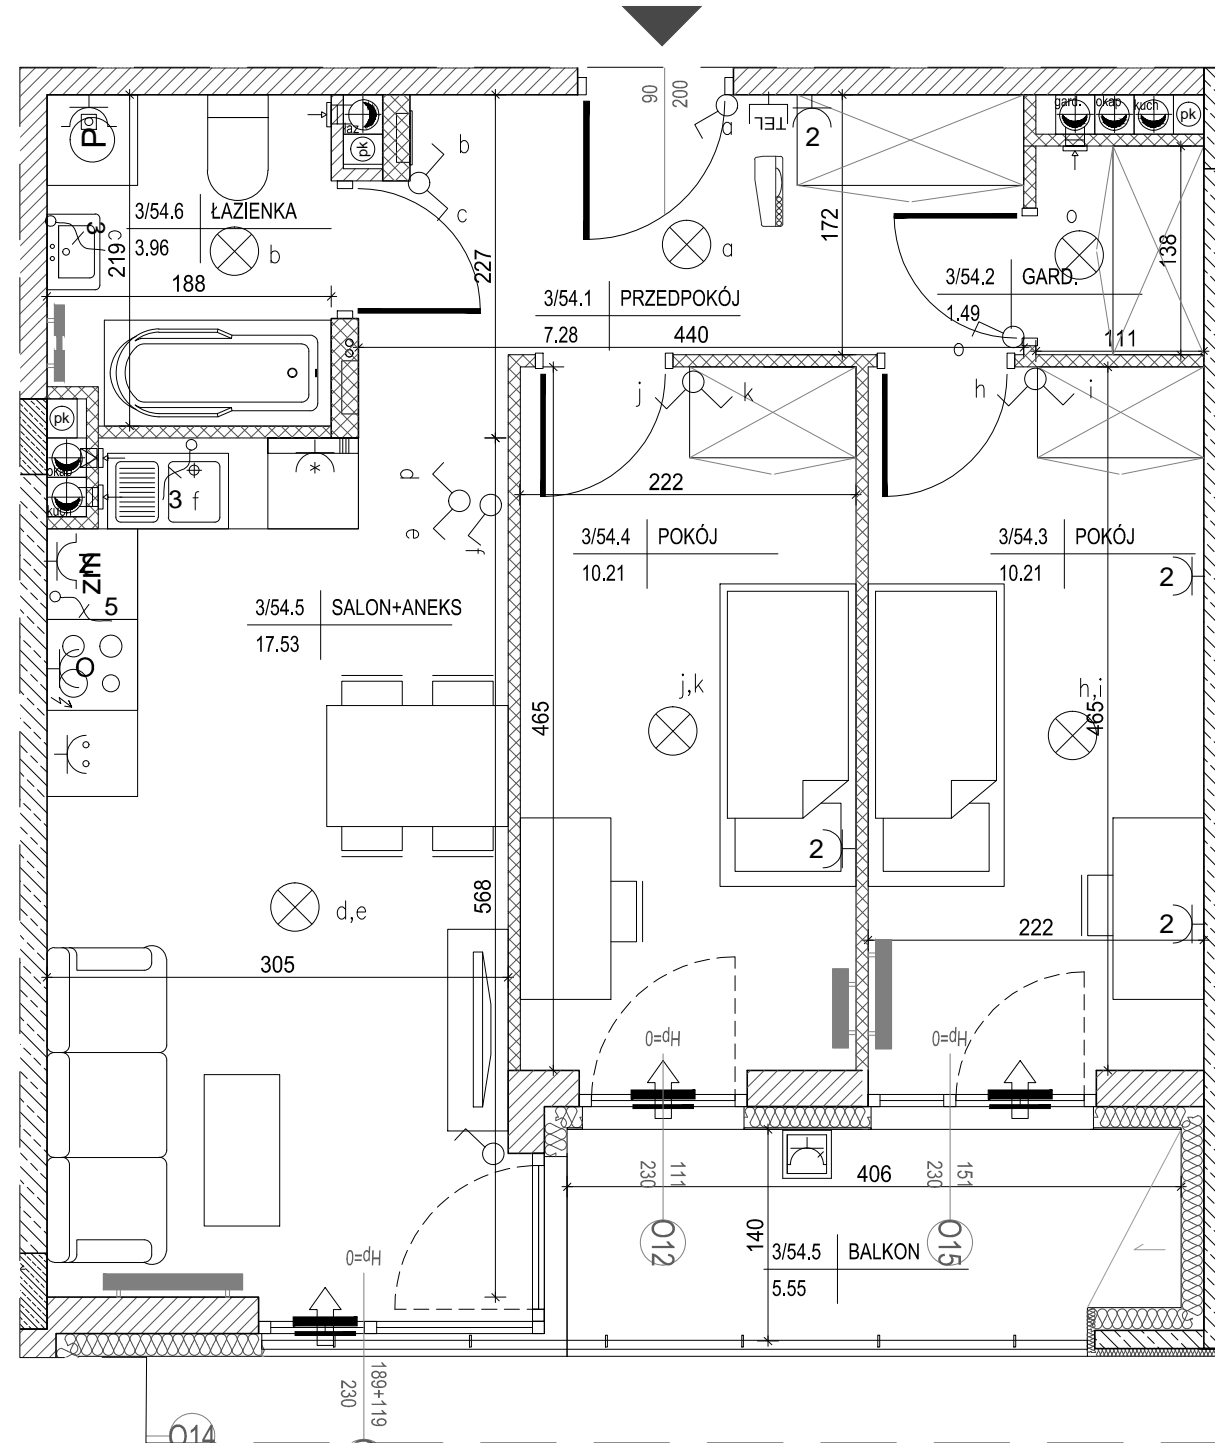 90
200
a
TEL
2
gard.
okap
kuch
pk
P
łaz
pk
b
c
3/54.6 ŁAZIENKA
3.96
b
3
c
219
188
227
172
a
o
138
3/54.1 PRZEDPOKÓJ
7.28
440
3/54.2 GARD.
1.49
111
o
j
k
h
i
pk
okap
kuch
3
f
*
d
e
f
222
3/54.4 POKÓJ
10.21
3/54.3 POKÓJ
10.21
2
zm
2
5
3/54.5 SALON+ANEKS
17.53
465
j,k
h,i
465
2
568
d,e
2
222
305
Hp=0
Hp=0
111
230
151
230
406
140
O12
O15
3/54.5 BALKON
5.55
Hp=0
189+119
230
O14